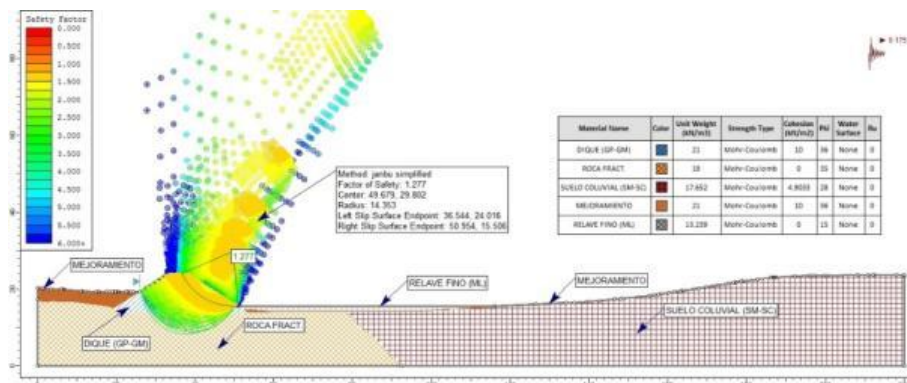 Safety Factor
0.000
0.500
1.000
1.500
2.000
2.500
3.000
3.500
4.000
4.500
5.000
5.500
6.000+
0.175
Material Name Color Unit Weight (kN/m3) Strength Type Cohesion (kN/m2) Phi Water Surface Ru
DIQUE (GP-GM) 21 Mohr-Coulomb 10 36 None 0
ROCA FRACT. 18 Mohr-Coulomb 0 35 None 0
SUELO COLUVIAL (SM-SC) 17.652 Mohr-Coulomb 4.9033 28 None 0
MEJORAMIENTO 21 Mohr-Coulomb 10 36 None 0
RELAVE FINO (ML) 13.239 Mohr-Coulomb 0 15 None 0
Method: janbu simplified
Factor of Safety: 1.277
Center: 49.679, 29.802
Radius: 14.353
Left Slip Surface Endpoint: 36.544, 24.016
Right Slip Surface Endpoint: 50.954, 15.506
1.277
MEJORAMIENTO
RELAVE FINO (ML)
MEJORAMIENTO
SUELO COLUVIAL (SM-SC)
ROCA FRACT.
DIQUE (GP-GM)